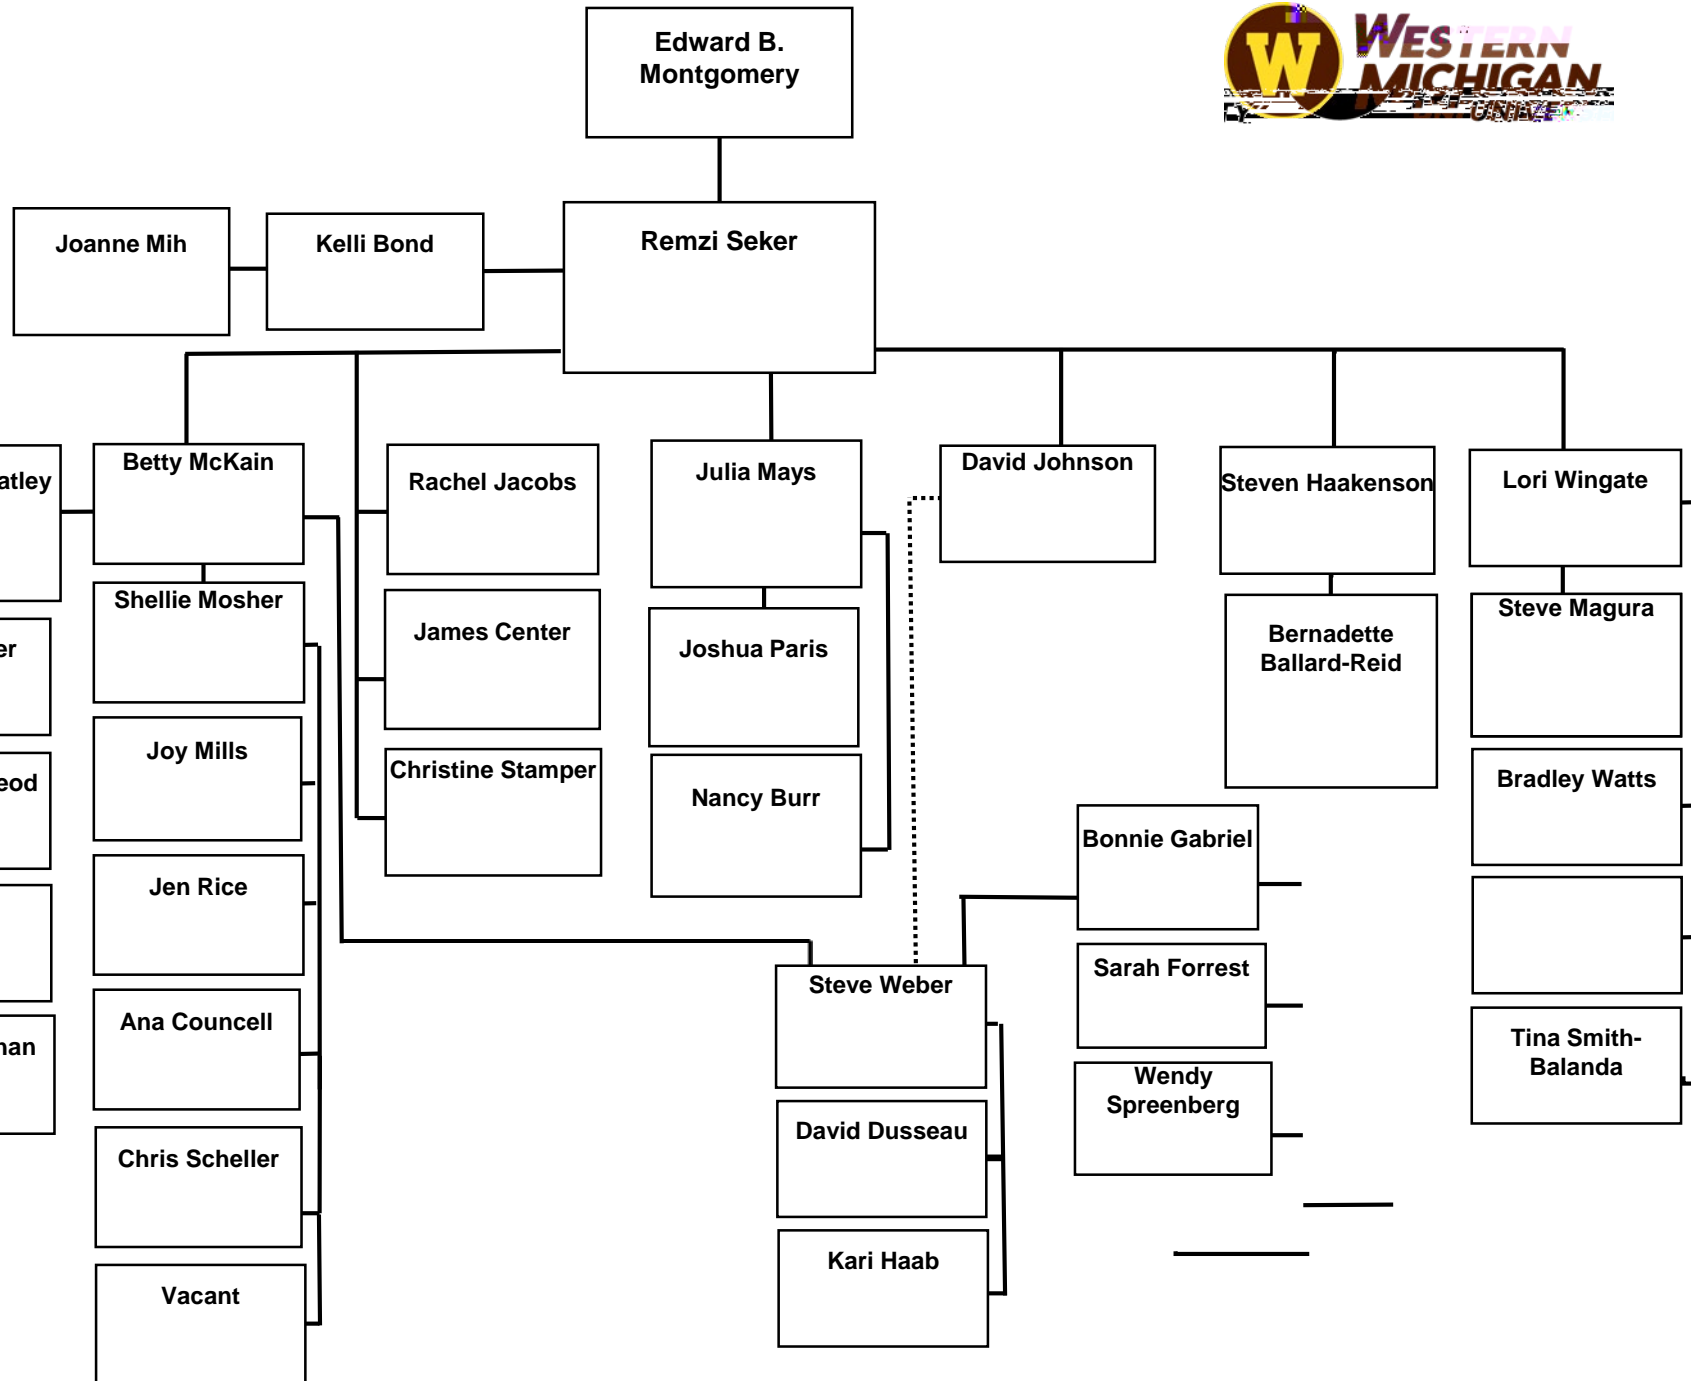 Edward B.
Montgomery
W
WESTERN
MICHIGAN
Joanne Mih
Kelli Bond
Remzi Seker
atley
Betty McKain
Rachel Jacobs
Julia Mays
David Johnson
Steven Haakenson
Lori Wingate
er
Shellie Mosher
James Center
Joshua Paris
Bernadette
Ballard-Reid
Steve Magura
eod
Joy Mills
Christine Stamper
Nancy Burr
Bradley Watts
Jen Rice
Bonnie Gabriel
Sarah Forrest
Steve Weber
Ana Councell
Wendy
Spreenberg
Tina Smith-
Balanda
Chris Scheller
David Dusseau
Vacant
Kari Haab